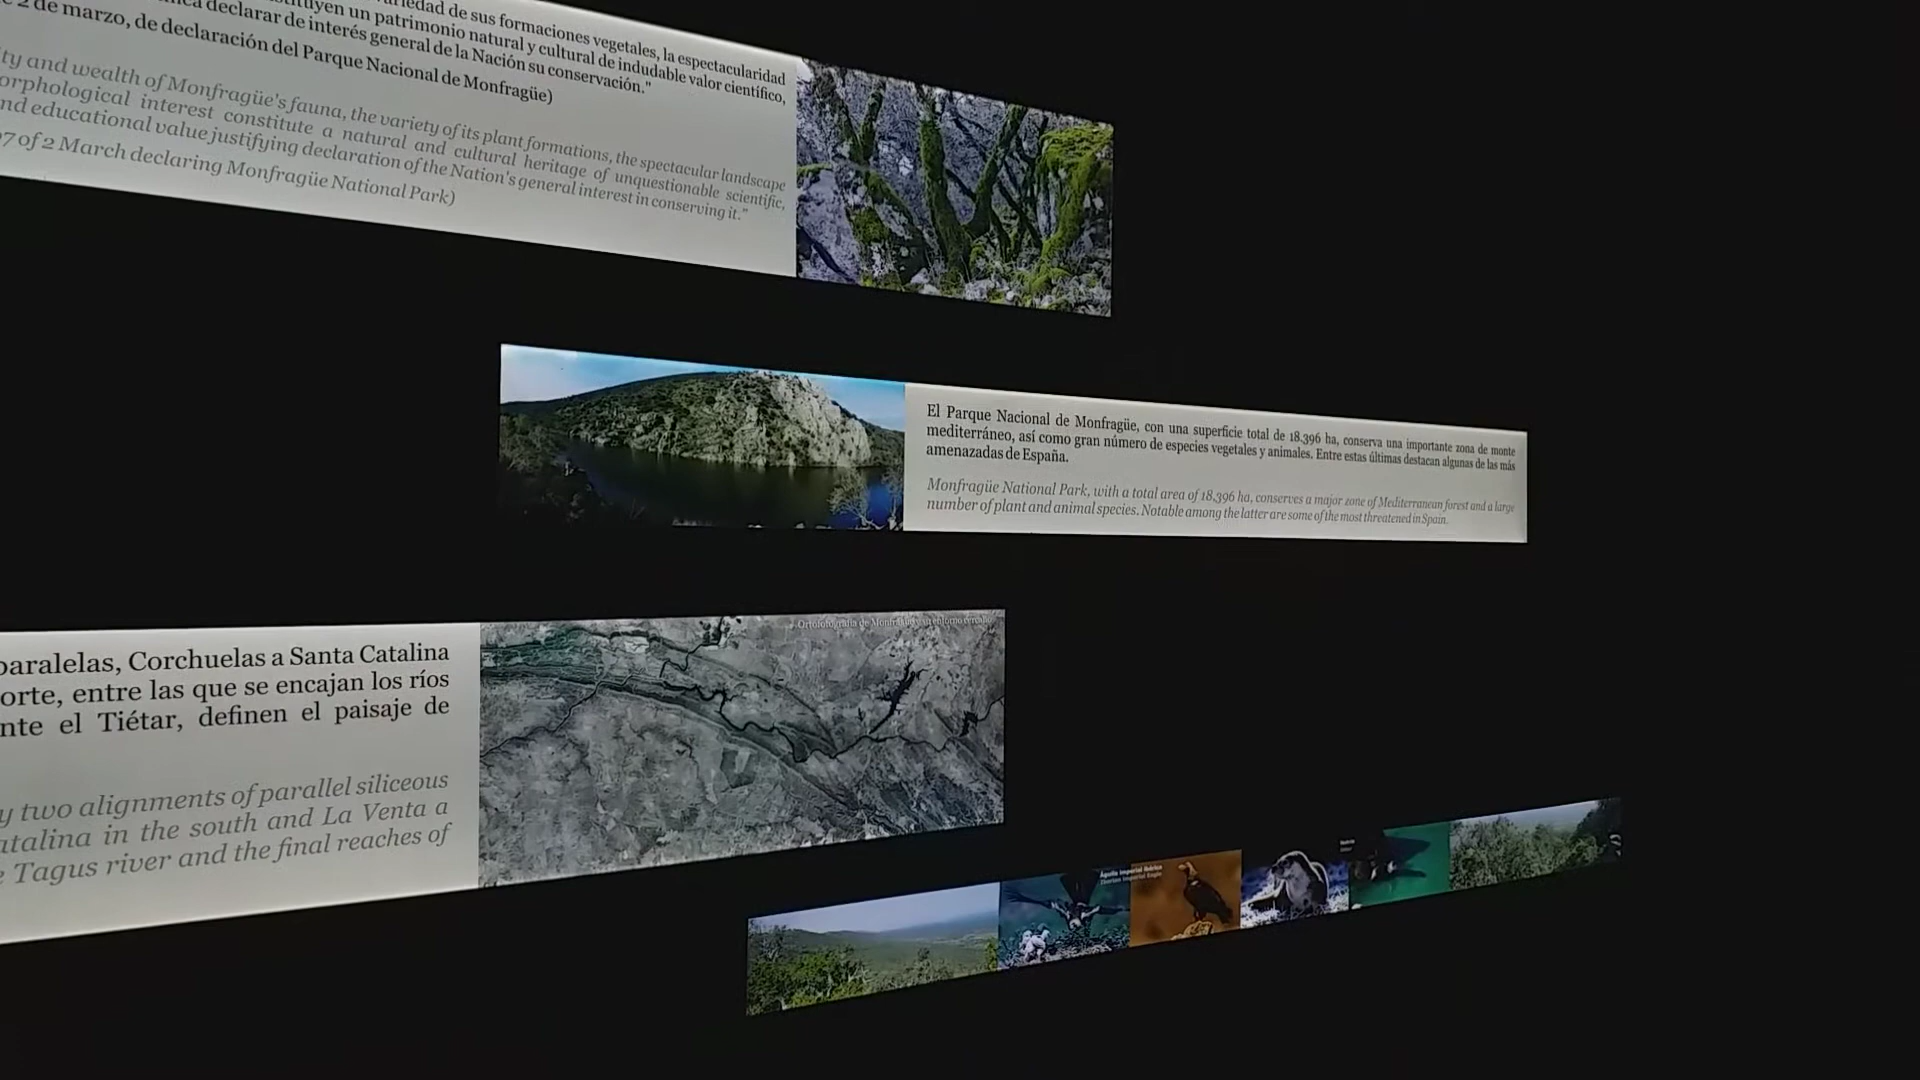 variedad de sus formaciones vegetales, la espectacularidad
un patrimonio natural y cultural de indudable valor científico,
declarar de interés general de la Nación su conservación."
2 de marzo, de declaración del Parque Nacional de Monfragüe)
and wealth of Monfragüe's fauna, the variety of its plant formations, the spectacular landscape
interest constitute a natural and cultural heritage of unquestionable scientific,
educational value justifying declaration of the Nation's general interest in conserving it."
7 of 2 March declaring Monfragüe National Park)
El Parque Nacional de Monfragüe, con una superficie total de 18.396 ha, conserva una importante zona de monte
mediterráneo, así como gran número de especies vegetales y animales. Entre estas últimas destacan algunas de las más
amenazadas de España.
Monfragüe National Park, with a total area of 18,396 ha, conserves a major zone of Mediterranean forest and a large
number of plant and animal species. Notable among the latter are some of the most threatened in Spain.
Ortofotografía de Monfragüe y su entorno cercano
paralelas, Corchuelas a Santa Catalina
orte, entre las que se encajan los ríos
nte el Tiétar, definen el paisaje de
y two alignments of parallel siliceous
atalina in the south and La Venta a
Tagus river and the final reaches of
Águila Imperial Ibérica
Iberian Imperial Eagle